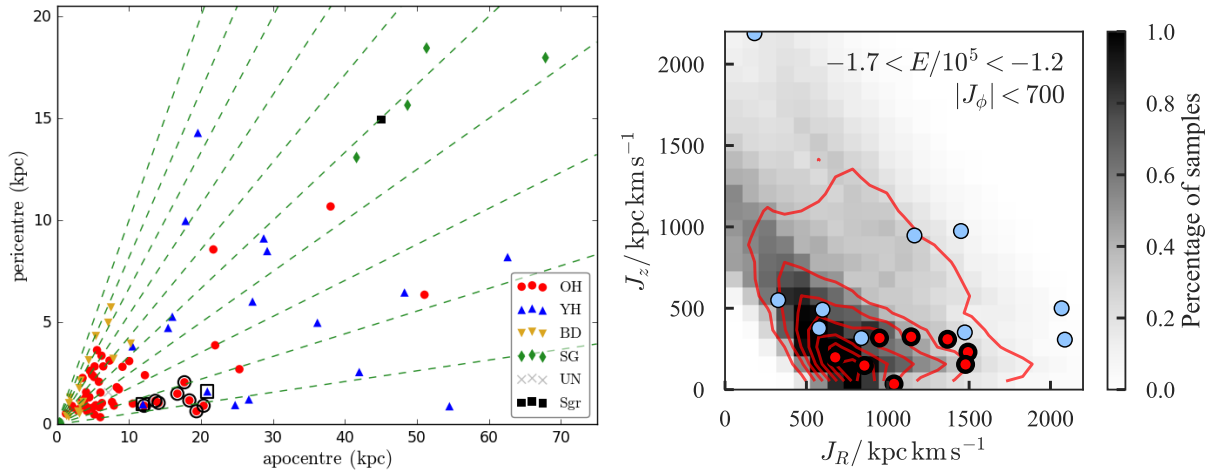 20
15
10
5
0
pericentre (kpc)
0 10 20 30 40 50 60 70
apocentre (kpc)
OH
YH
BD
SG
UN
Sgr
−1.7 < E/10⁵ < −1.2
|J_ϕ| < 700
2000
1500
1000
500
0
J_z / kpc km s⁻¹
0 500 1000 1500 2000
J_R / kpc km s⁻¹
1.0
0.8
0.6
0.4
0.2
0.0
Percentage of samples